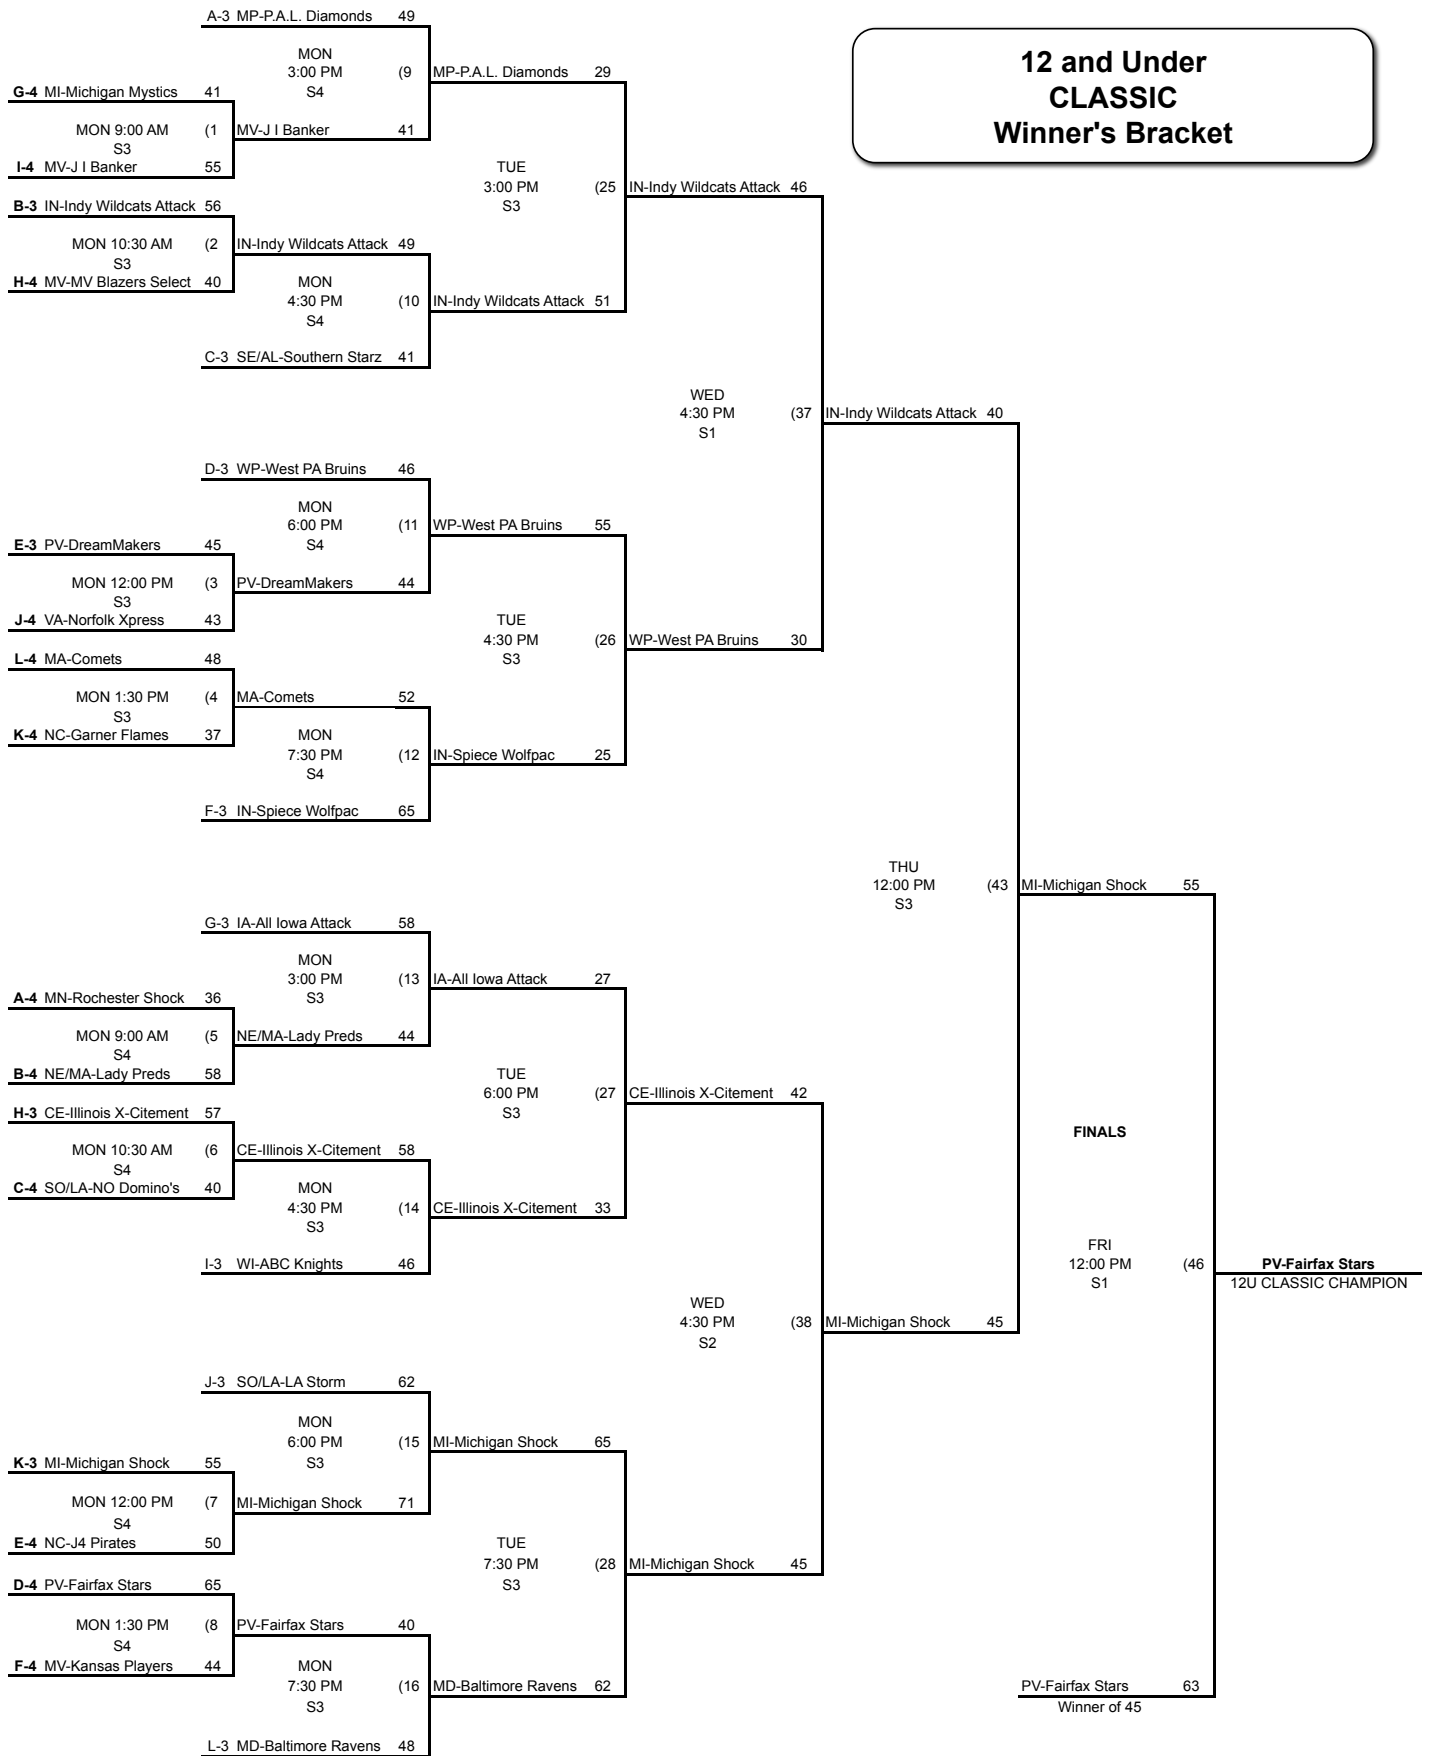 A-3 MP-P.A.L. Diamonds 49
12 and Under
CLASSIC
Winner's Bracket
MON
3:00 PM (9 MP-P.A.L. Diamonds 29
S4
G-4 MI-Michigan Mystics 41
MON 9:00 AM (1 MV-J I Banker 41
S3
I-4 MV-J I Banker 55
TUE
3:00 PM (25 IN-Indy Wildcats Attack 46
S3
B-3 IN-Indy Wildcats Attack 56
MON 10:30 AM (2 IN-Indy Wildcats Attack 49
S3
H-4 MV-MV Blazers Select 40
MON
4:30 PM (10 IN-Indy Wildcats Attack 51
S4
C-3 SE/AL-Southern Starz 41
WED
4:30 PM (37 IN-Indy Wildcats Attack 40
S1
D-3 WP-West PA Bruins 46
MON
6:00 PM (11 WP-West PA Bruins 55
S4
E-3 PV-DreamMakers 45
MON 12:00 PM (3 PV-DreamMakers 44
S3
J-4 VA-Norfolk Xpress 43
TUE
4:30 PM (26 WP-West PA Bruins 30
S3
L-4 MA-Comets 48
MON 1:30 PM (4 MA-Comets 52
S3
K-4 NC-Garner Flames 37
MON
7:30 PM (12 IN-Spiece Wolfpac 25
S4
F-3 IN-Spiece Wolfpac 65
THU
12:00 PM (43 MI-Michigan Shock 55
S3
G-3 IA-All Iowa Attack 58
MON
3:00 PM (13 IA-All Iowa Attack 27
S3
A-4 MN-Rochester Shock 36
MON 9:00 AM (5 NE/MA-Lady Preds 44
S4
B-4 NE/MA-Lady Preds 58
TUE
6:00 PM (27 CE-Illinois X-Citement 42
S3
H-3 CE-Illinois X-Citement 57
FINALS
MON 10:30 AM (6 CE-Illinois X-Citement 58
S4
C-4 SO/LA-NO Domino's 40
MON
4:30 PM (14 CE-Illinois X-Citement 33
S3
I-3 WI-ABC Knights 46
FRI
12:00 PM (46 PV-Fairfax Stars
S1 12U CLASSIC CHAMPION
WED
4:30 PM (38 MI-Michigan Shock 45
S2
J-3 SO/LA-LA Storm 62
MON
6:00 PM (15 MI-Michigan Shock 65
S3
K-3 MI-Michigan Shock 55
MON 12:00 PM (7 MI-Michigan Shock 71
S4
E-4 NC-J4 Pirates 50
TUE
7:30 PM (28 MI-Michigan Shock 45
S3
D-4 PV-Fairfax Stars 65
MON 1:30 PM (8 PV-Fairfax Stars 40
S4
F-4 MV-Kansas Players 44
MON
7:30 PM (16 MD-Baltimore Ravens 62
S3
PV-Fairfax Stars 63
Winner of 45
L-3 MD-Baltimore Ravens 48